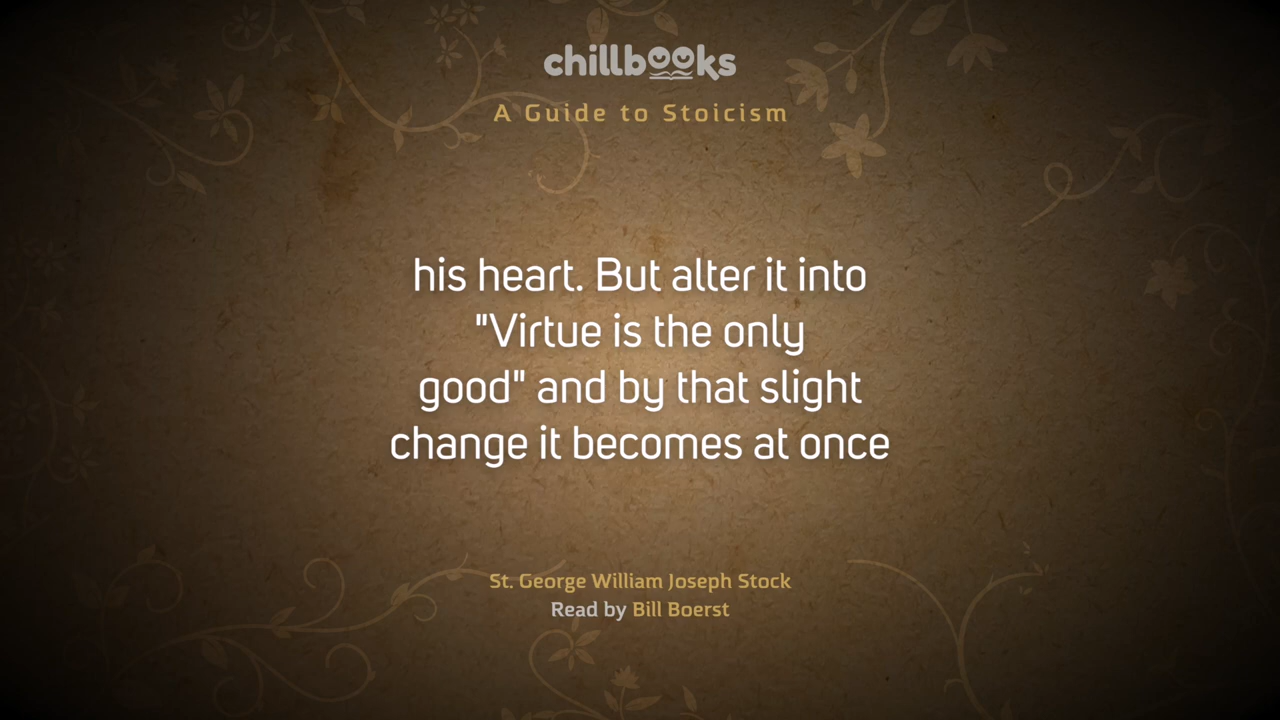 chillbooks
A Guide to Stoicism
his heart. But alter it into
"Virtue is the only
good" and by that slight
change it becomes at once
St. George William Joseph Stock
Read by Bill Boerst